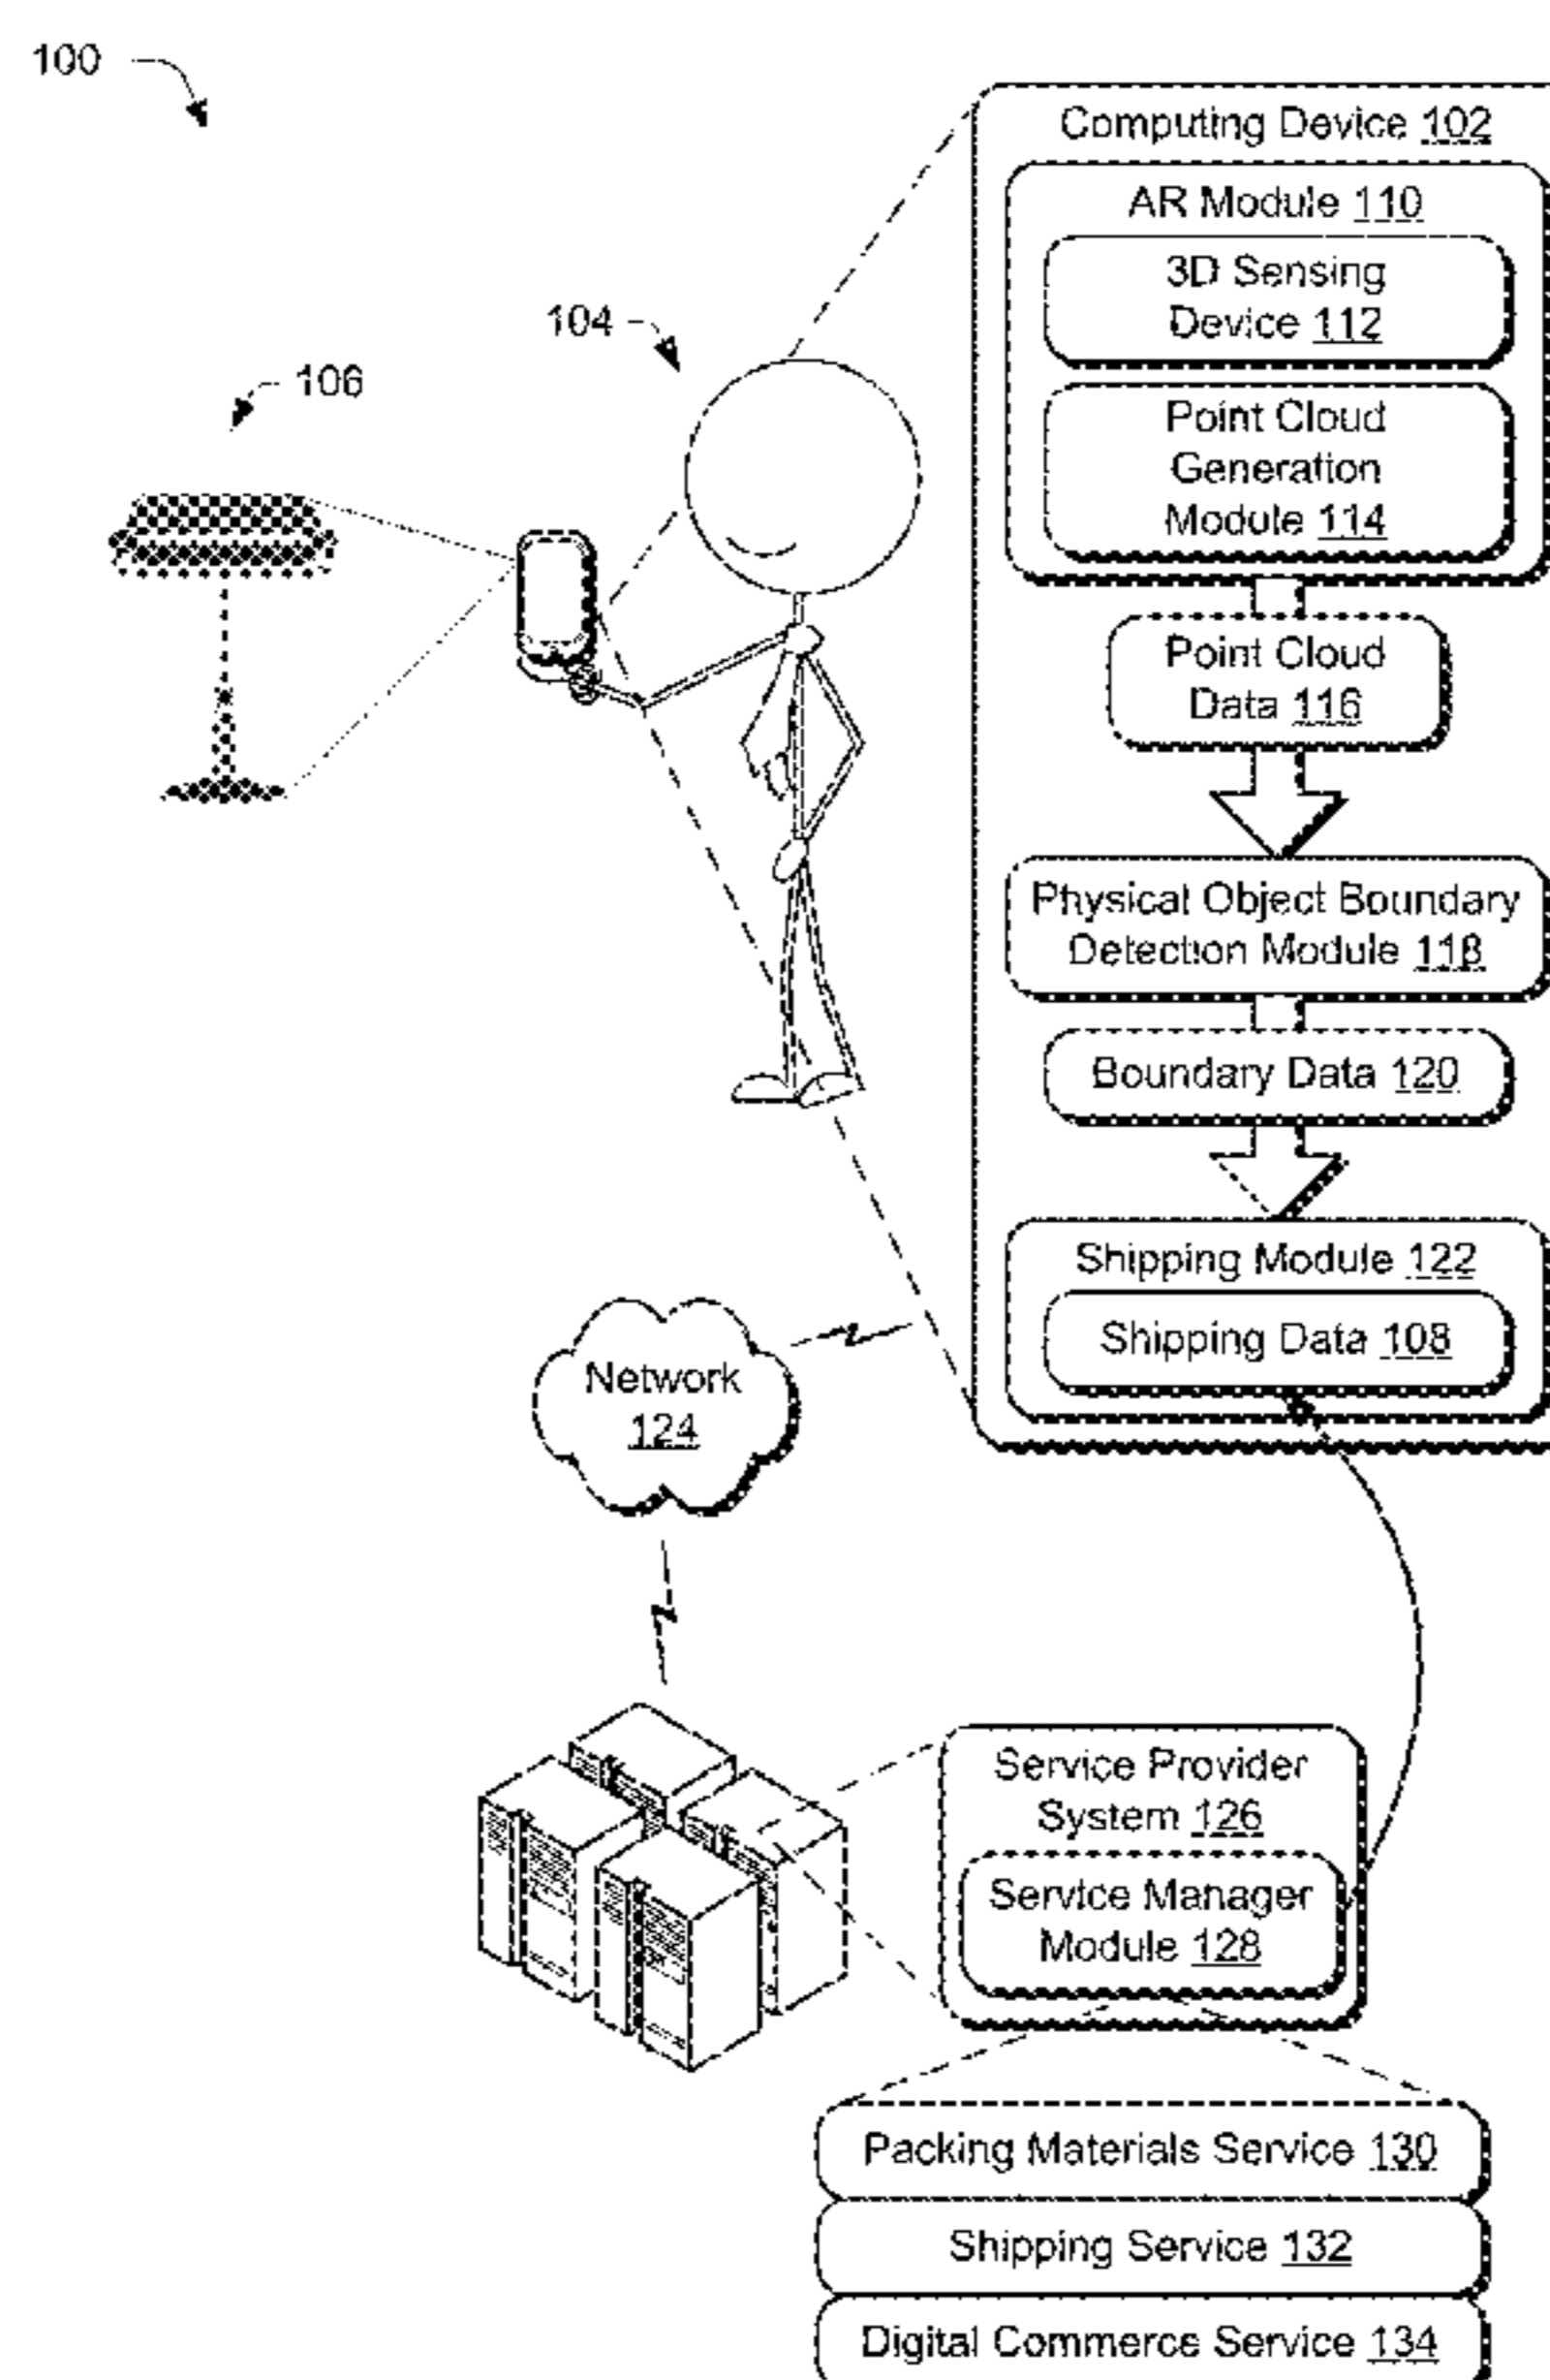 100
Computing Device 102
AR Module 110
3D Sensing
Device 112
104
106
Point Cloud
Generation
Module 114
Point Cloud
Data 116
Physical Object Boundary
Detection Module 118
Boundary Data 120
Shipping Module 122
Shipping Data 108
Network
124
Service Provider
System 126
Service Manager
Module 128
Packing Materials Service 130
Shipping Service 132
Digital Commerce Service 134